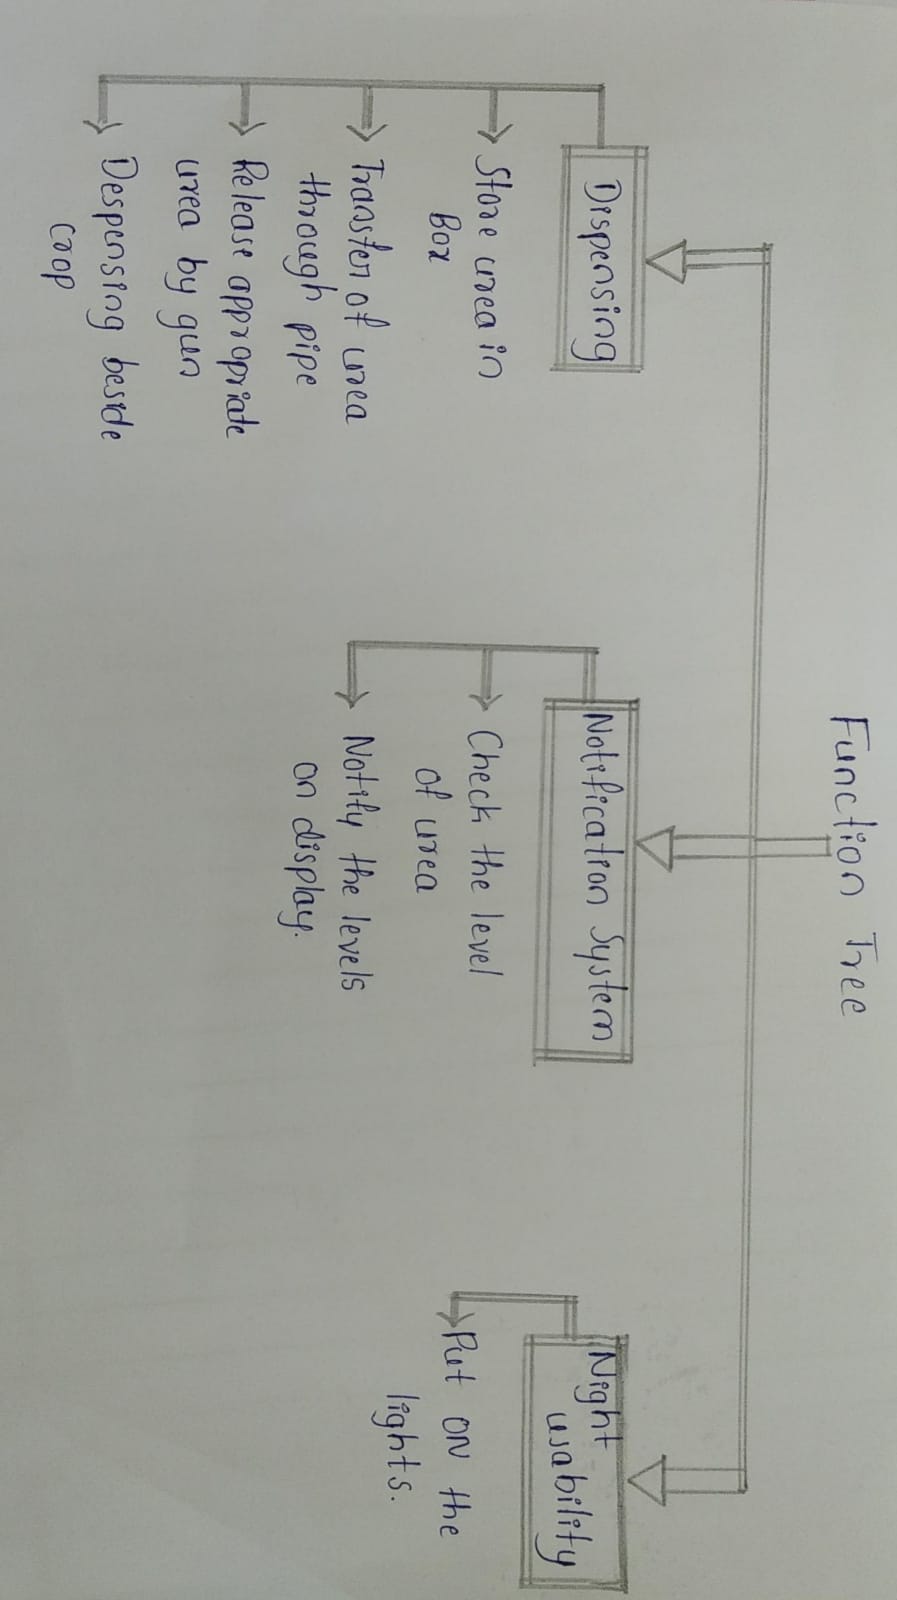 Function Tree
Dispensing
Store urea in
Box
Transfer of urea
through pipe
Release appropriate
urea by gun
Despensing beside
crop
Notification System
Check the level
of urea
Notify the levels
on display.
Night
usability
Put ON the
lights.